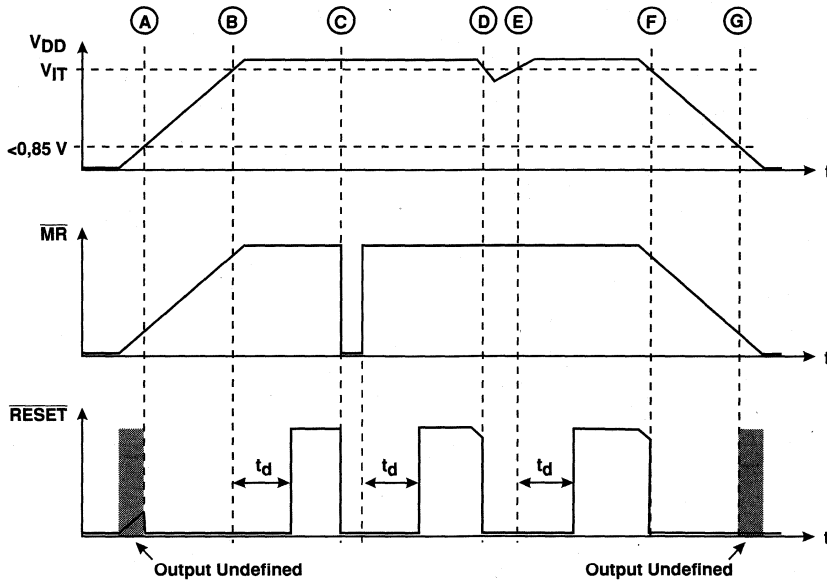 A B C D E F G
VDD
VIT
<0,85 V
t
MR
t
RESET
td td td
t
Output Undefined Output Undefined